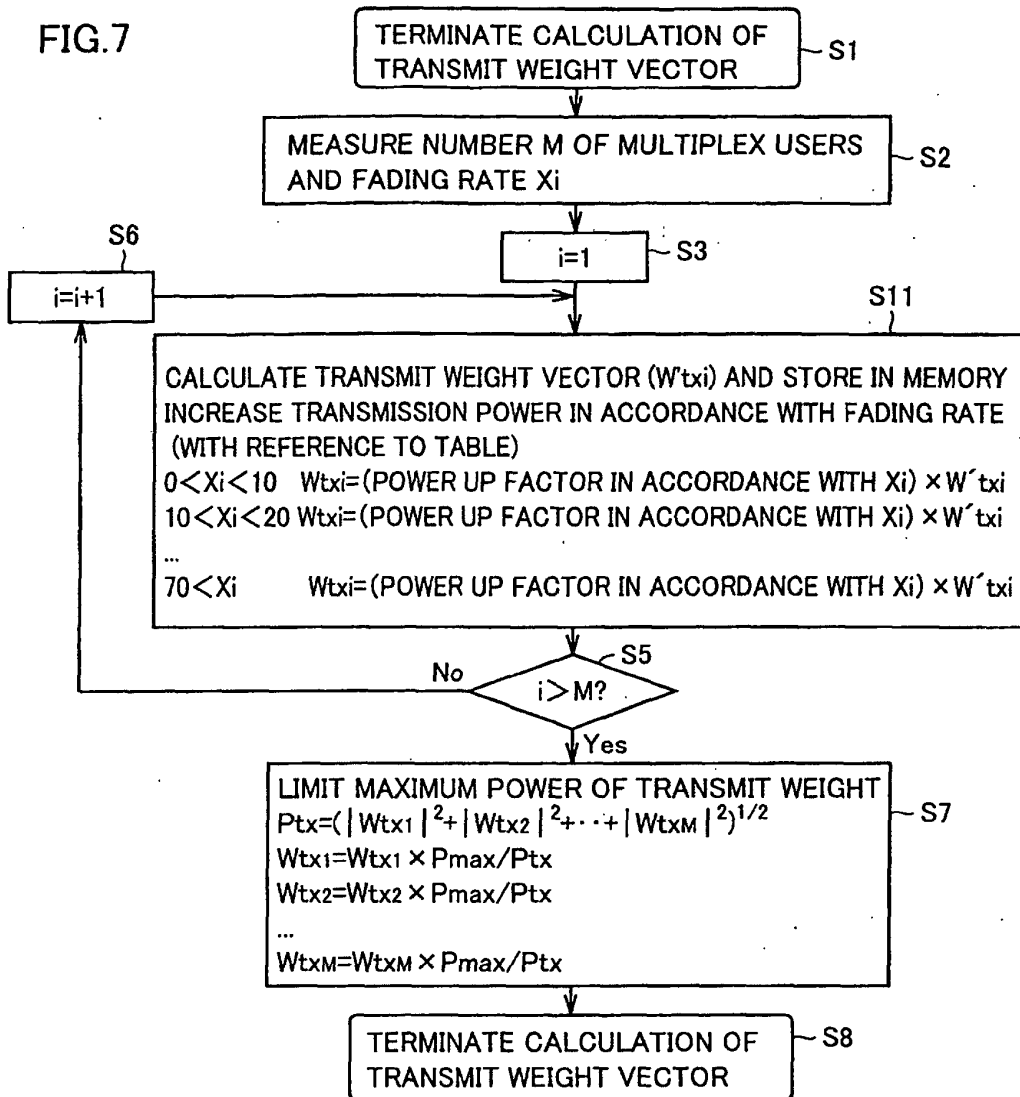 FIG.7
TERMINATE CALCULATION OF
TRANSMIT WEIGHT VECTOR
S1
MEASURE NUMBER M OF MULTIPLEX USERS
AND FADING RATE Xi
S2
i=1
S3
S6
i=i+1
S11
CALCULATE TRANSMIT WEIGHT VECTOR (W'txi) AND STORE IN MEMORY
INCREASE TRANSMISSION POWER IN ACCORDANCE WITH FADING RATE
(WITH REFERENCE TO TABLE)
0<Xi<10 Wtxi=(POWER UP FACTOR IN ACCORDANCE WITH Xi)×W´txi
10<Xi<20 Wtxi=(POWER UP FACTOR IN ACCORDANCE WITH Xi)×W´txi
...
70<Xi Wtxi=(POWER UP FACTOR IN ACCORDANCE WITH Xi)×W´txi
S5
No
i>M?
Yes
LIMIT MAXIMUM POWER OF TRANSMIT WEIGHT
Ptx=(|Wtx1|²+|Wtx2|²+··+|WtxM|²)^1/2
Wtx1=Wtx1×Pmax/Ptx
Wtx2=Wtx2×Pmax/Ptx
...
WtxM=WtxM×Pmax/Ptx
S7
TERMINATE CALCULATION OF
TRANSMIT WEIGHT VECTOR
S8